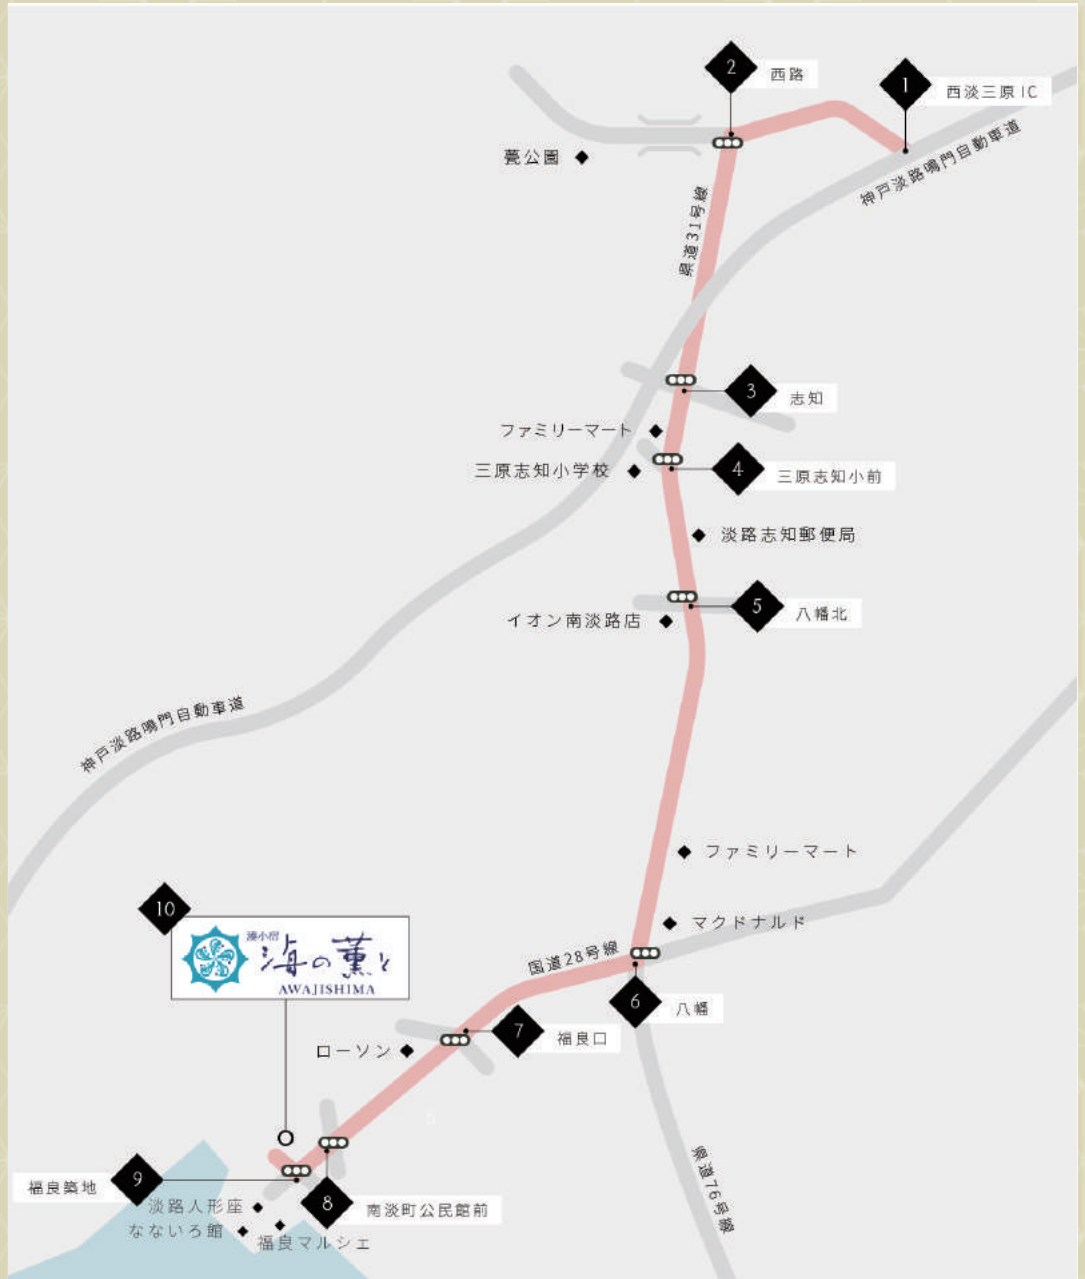 2
西路
1
西淡三原IC
神戸淡路鳴門自動車道
甍公園
県道31号線
3
志知
ファミリーマート
三原志知小学校
4
三原志知小前
淡路志知郵便局
5
八幡北
イオン南淡路店
神戸淡路鳴門自動車道
ファミリーマート
マクドナルド
10
湊小宿
海の薫と
AWAJISHIMA
国道28号線
6
八幡
7
福良口
ローソン
県道76号線
9
福良築地
8
南淡町公民館前
淡路人形座
なないろ館
福良マルシェ